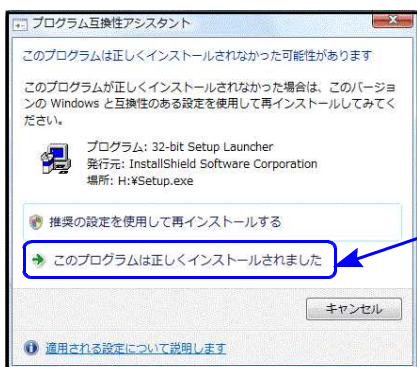 プログラム互換性アシスタント
このプログラムは正しくインストールされなかった可能性があります
このプログラムが正しくインストールされなかった場合は、このバージョ
ンの Windows と互換性のある設定を使用して再インストールしてみてく
ださい。
プログラム: 32-bit Setup Launcher
発行元: InstallShield Software Corporation
場所: H:¥Setup.exe
推奨の設定を使用して再インストールする
このプログラムは正しくインストールされました
キャンセル
適用される設定について説明します